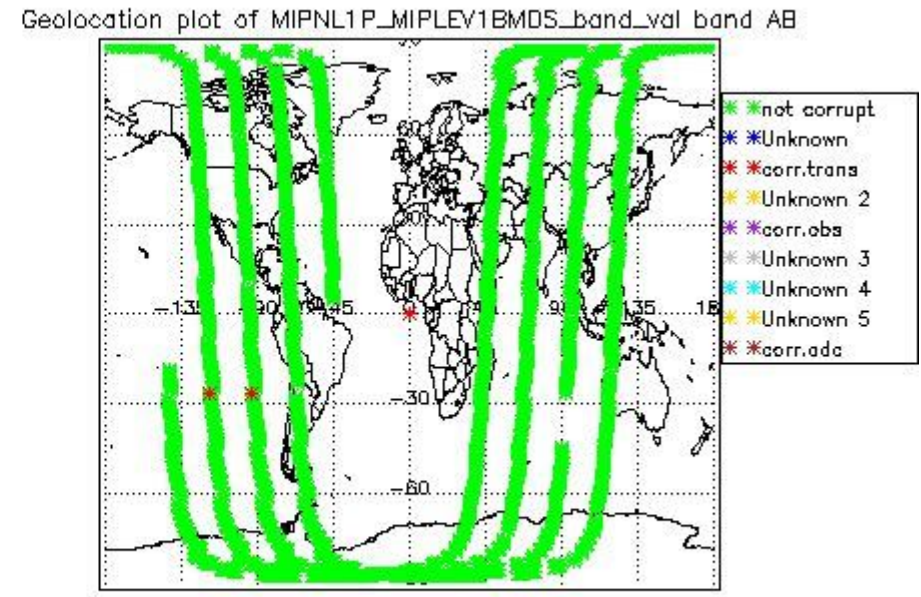 Geolocation plot of MIPNL1P_MIPLEV1BMDS_band_val band AB
not corrupt
Unknown
corr.trans
Unknown 2
corr.obs
Unknown 3
Unknown 4
Unknown 5
corr.adc
60
-135
-90
-45
135
-30
-60